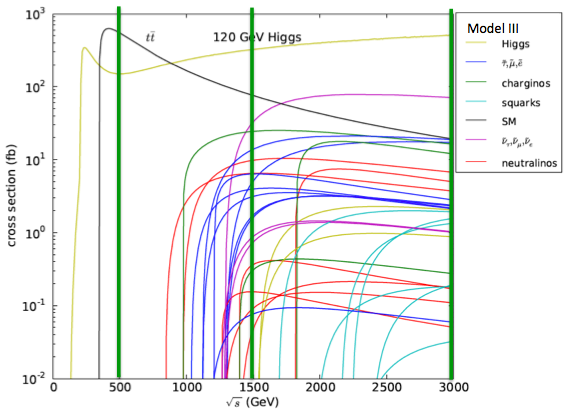 10³
10²
10¹
10⁰
10⁻¹
10⁻²
cross section (fb)
tt̄
120 GeV Higgs
0
500
1000
1500
2000
2500
3000
√s (GeV)
Model III
Higgs
τ̃,μ̃,ẽ
charginos
squarks
SM
ν̃τ,ν̃μ,ν̃e
neutralinos